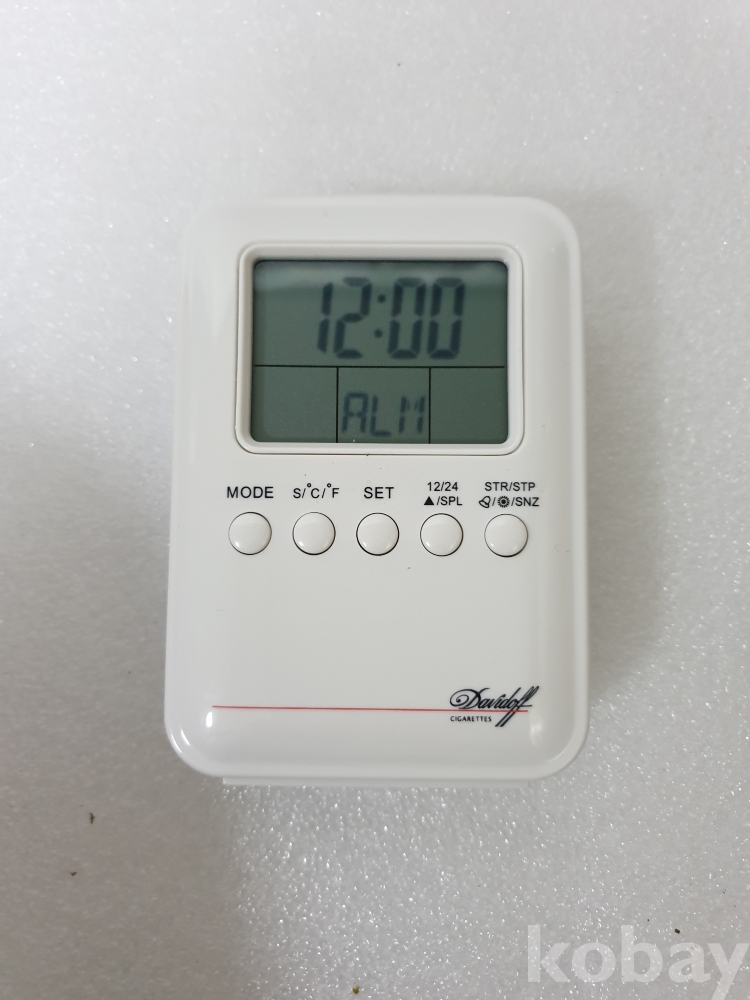 12:00
ALM
MODE
S/°C/°F
SET
12/24
▲/SPL
STR/STP
/SNZ
Davidoff
CIGARETTES
kobay